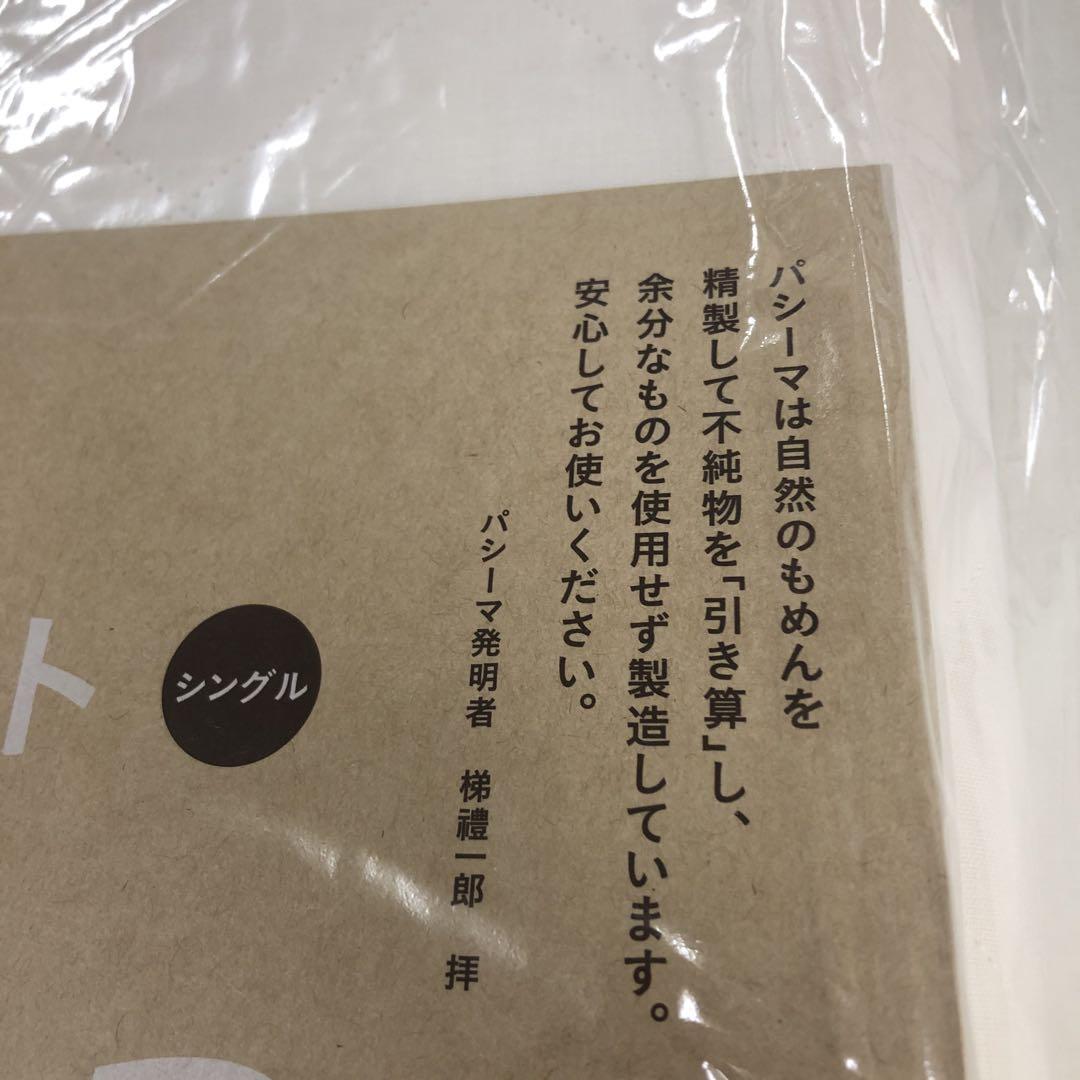 パシーマは自然のもめんを
精製して不純物を「引き算」し、
余分なものを使用せず製造しています。
安心してお使いください。
パシーマ発明者 梯禮一郎 拝
シングル
ト